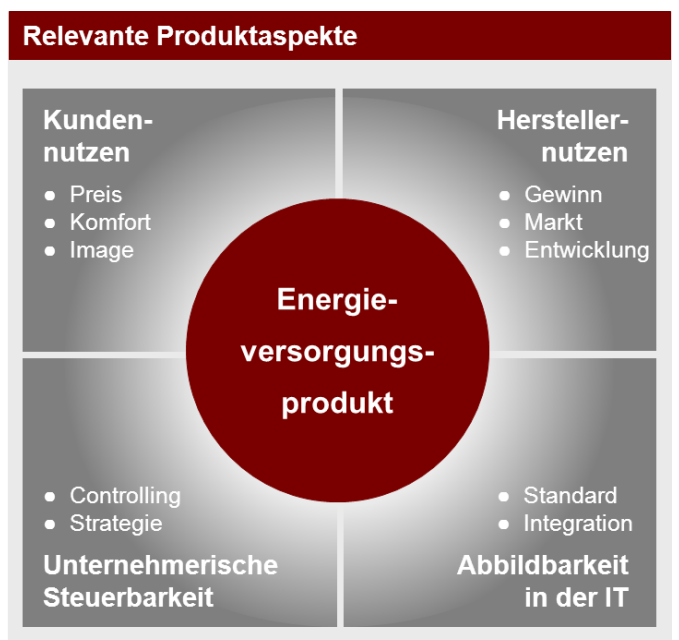 Relevante Produktaspekte
Kunden-
nutzen
● Preis
● Komfort
● Image
Hersteller-
nutzen
● Gewinn
● Markt
● Entwicklung
Energie-
versorgungs-
produkt
● Controlling
● Strategie
Unternehmerische
Steuerbarkeit
● Standard
● Integration
Abbildbarkeit
in der IT